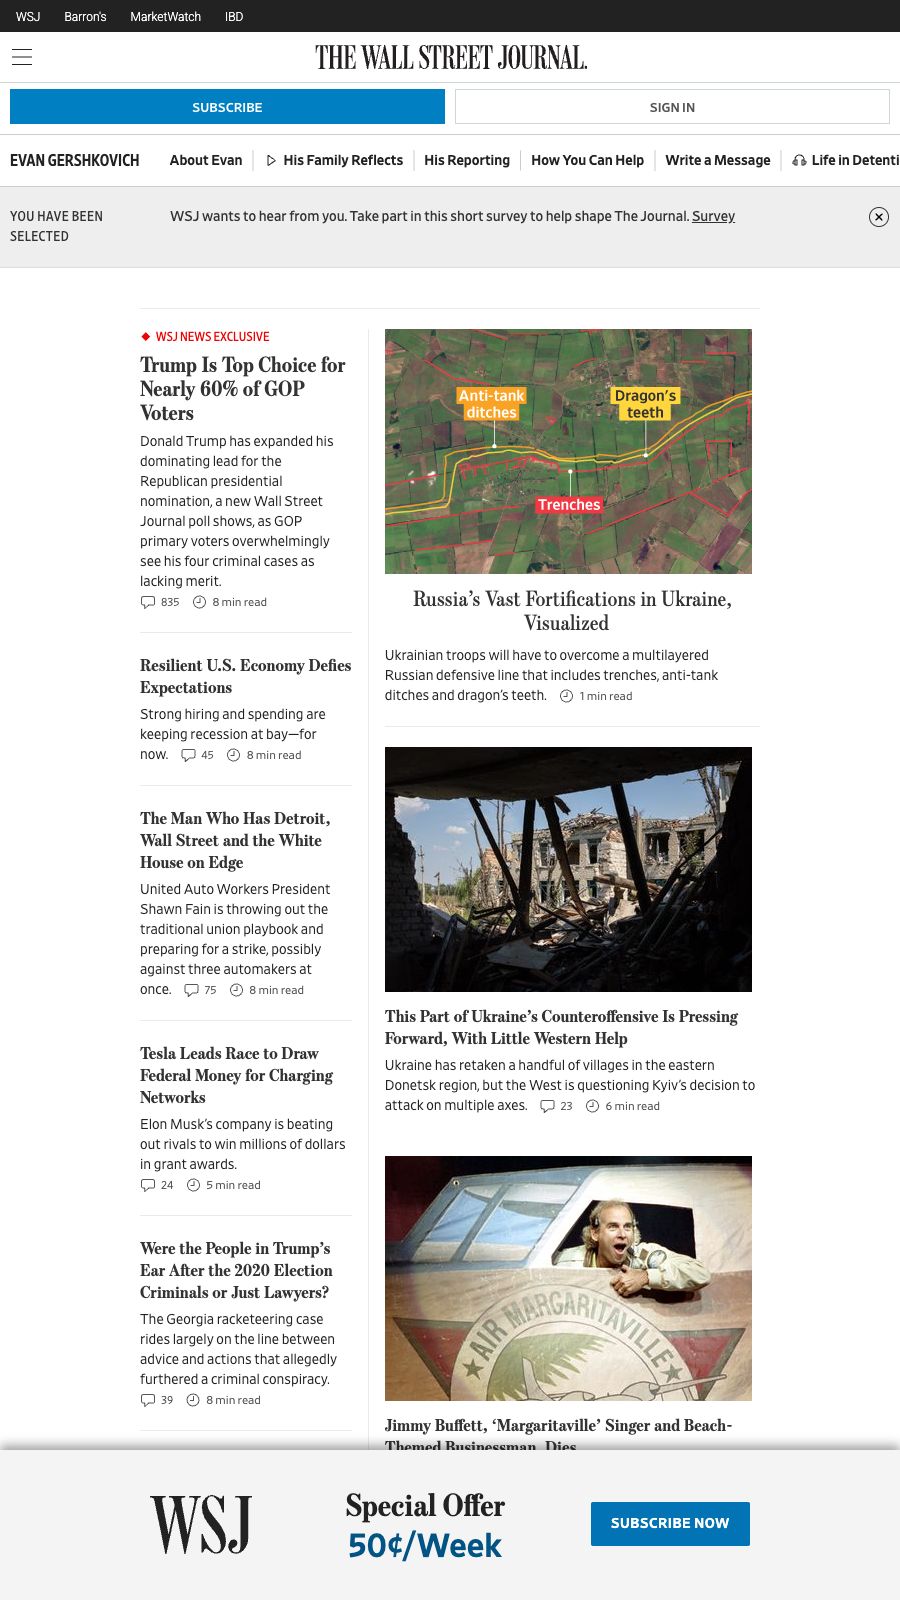 WSJ Barron's MarketWatch IBD
THE WALL STREET JOURNAL.
SUBSCRIBE SIGN IN
EVAN GERSHKOVICH About Evan His Family Reflects His Reporting How You Can Help Write a Message Life in Detenti
YOU HAVE BEEN
SELECTED
WSJ wants to hear from you. Take part in this short survey to help shape The Journal. Survey
WSJ NEWS EXCLUSIVE
Trump Is Top Choice for
Nearly 60% of GOP
Voters
Donald Trump has expanded his
dominating lead for the
Republican presidential
nomination, a new Wall Street
Journal poll shows, as GOP
primary voters overwhelmingly
see his four criminal cases as
lacking merit.
835 8 min read
Resilient U.S. Economy Defies
Expectations
Strong hiring and spending are
keeping recession at bay—for
now. 45 8 min read
The Man Who Has Detroit,
Wall Street and the White
House on Edge
United Auto Workers President
Shawn Fain is throwing out the
traditional union playbook and
preparing for a strike, possibly
against three automakers at
once. 75 8 min read
Tesla Leads Race to Draw
Federal Money for Charging
Networks
Elon Musk's company is beating
out rivals to win millions of dollars
in grant awards.
24 5 min read
Were the People in Trump's
Ear After the 2020 Election
Criminals or Just Lawyers?
The Georgia racketeering case
rides largely on the line between
advice and actions that allegedly
furthered a criminal conspiracy.
39 8 min read
Anti-tank
ditches
Dragon's
teeth
Trenches
Russia's Vast Fortifications in Ukraine,
Visualized
Ukrainian troops will have to overcome a multilayered
Russian defensive line that includes trenches, anti-tank
ditches and dragon's teeth. 1 min read
This Part of Ukraine's Counteroffensive Is Pressing
Forward, With Little Western Help
Ukraine has retaken a handful of villages in the eastern
Donetsk region, but the West is questioning Kyiv's decision to
attack on multiple axes. 23 6 min read
AIR MARGARITAVILLE
Jimmy Buffett, ‘Margaritaville’ Singer and Beach-
Themed Businessman, Dies
WSJ
Special Offer
50¢/Week
SUBSCRIBE NOW